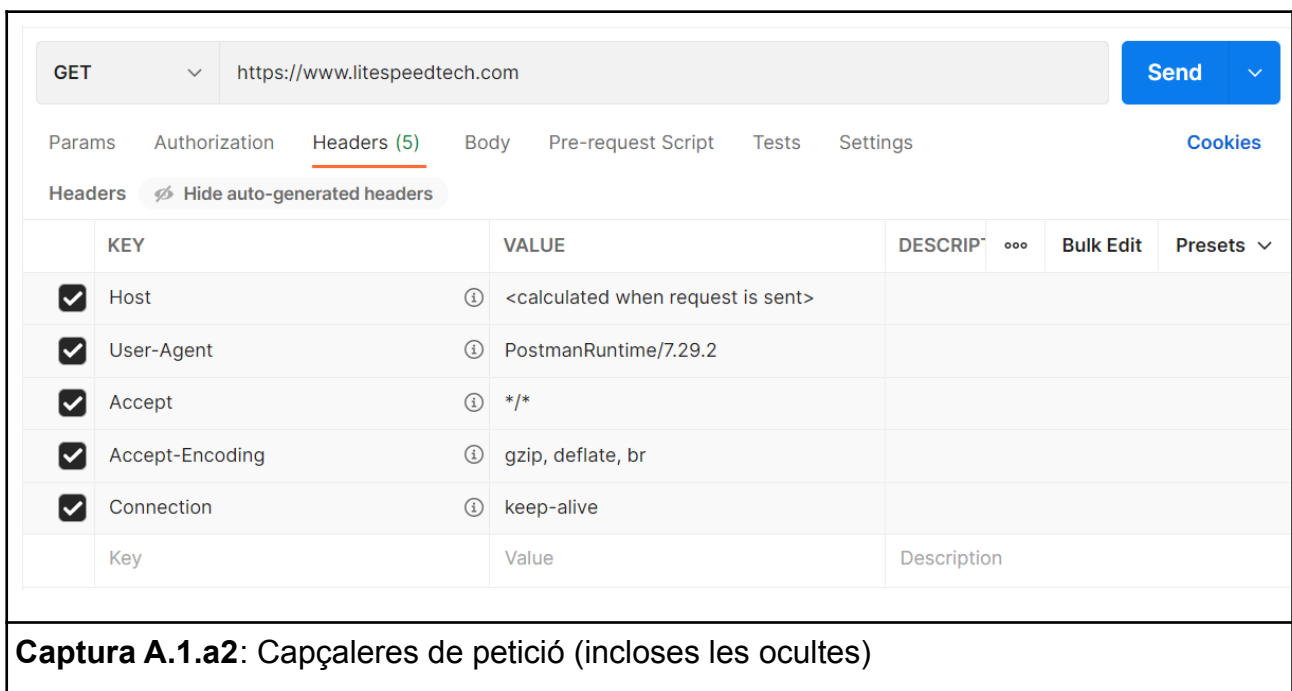 GET https://www.litespeedtech.com Send
Params Authorization Headers (5) Body Pre-request Script Tests Settings Cookies
Headers Hide auto-generated headers
KEY VALUE DESCRIPT ooo Bulk Edit Presets
Host <calculated when request is sent>
User-Agent PostmanRuntime/7.29.2
Accept */*
Accept-Encoding gzip, deflate, br
Connection keep-alive
Key Value Description
Captura A.1.a2: Capçaleres de petició (incloses les ocultes)